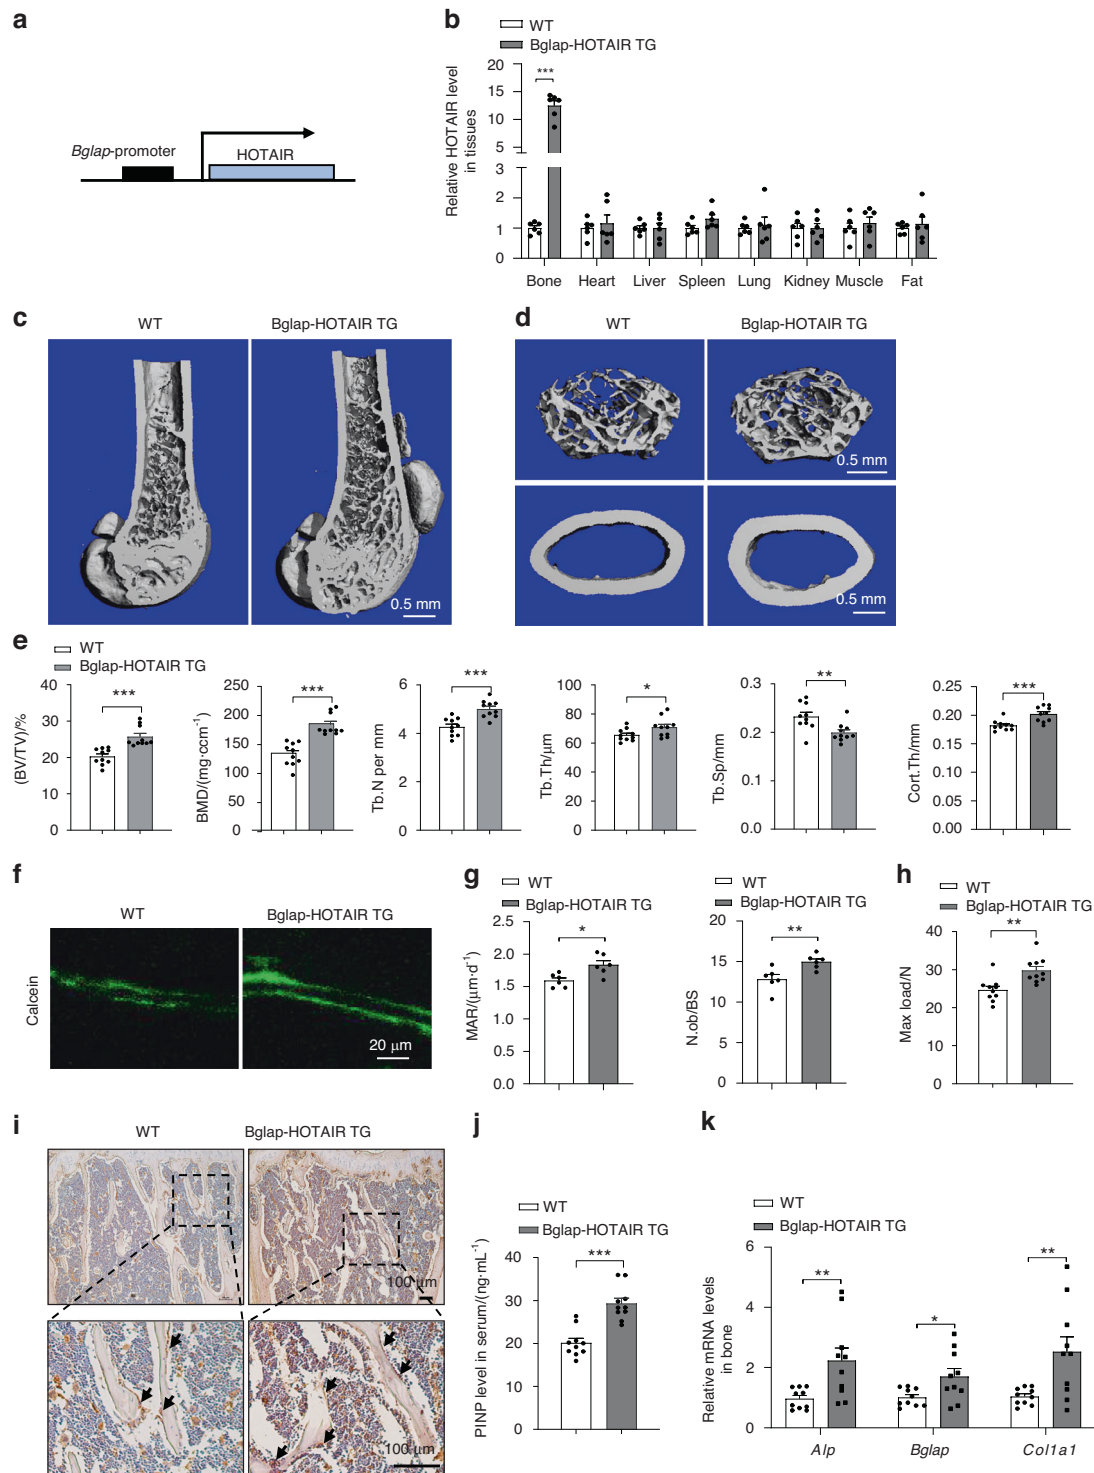 a
Bglap-promoter
HOTAIR
b
WT
Bglap-HOTAIR TG
Relative HOTAIR level
in tissues
20
15
10
5
3
2
1
0
***
Bone Heart Liver Spleen Lung Kidney Muscle Fat
c
WT Bglap-HOTAIR TG
0.5 mm
d
WT Bglap-HOTAIR TG
0.5 mm
0.5 mm
e
WT
Bglap-HOTAIR TG
(BV/TV)/%
40
30
20
10
0
***
BMD/(mg·ccm⁻¹)
250
200
150
100
50
0
***
Tb.N per mm
6
4
2
0
***
Tb.Th/μm
100
80
60
40
20
0
*
Tb.Sp/mm
0.3
0.2
0.1
0.0
**
Cort.Th/mm
0.25
0.20
0.15
0.10
0.05
0.00
***
f
WT Bglap-HOTAIR TG
Calcein
20 μm
g
WT
Bglap-HOTAIR TG
MAR/(μm·d⁻¹)
2.5
2.0
1.5
1.0
0.5
0.0
*
WT
Bglap-HOTAIR TG
N.ob/BS
20
15
10
5
0
**
h
WT
Bglap-HOTAIR TG
Max load/N
40
30
20
10
0
**
i
WT Bglap-HOTAIR TG
100 μm
100 μm
j
WT
Bglap-HOTAIR TG
PINP level in serum/(ng·mL⁻¹)
40
30
20
10
0
***
k
WT
Bglap-HOTAIR TG
Relative mRNA levels
in bone
6
4
2
0
**
*
**
Alp Bglap Col1a1